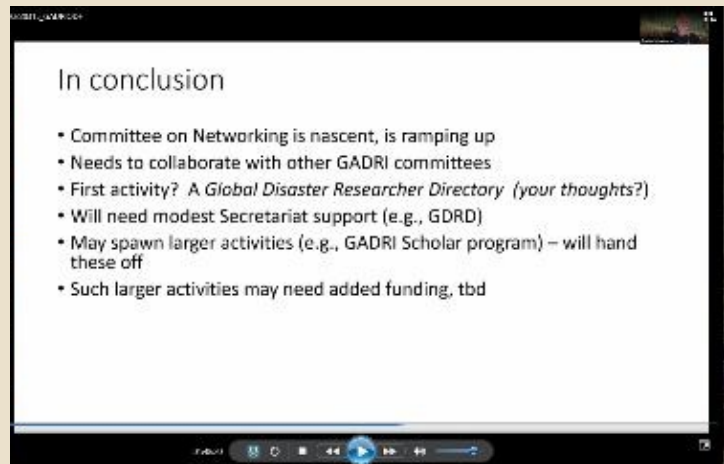 In conclusion
• Committee on Networking is nascent, is ramping up
• Needs to collaborate with other GADRI committees
• First activity?  A Global Disaster Researcher Directory  (your thoughts?)
• Will need modest Secretariat support (e.g., GDRD)
• May spawn larger activities (e.g., GADRI Scholar program) – will hand
these off
• Such larger activities may need added funding, tbd